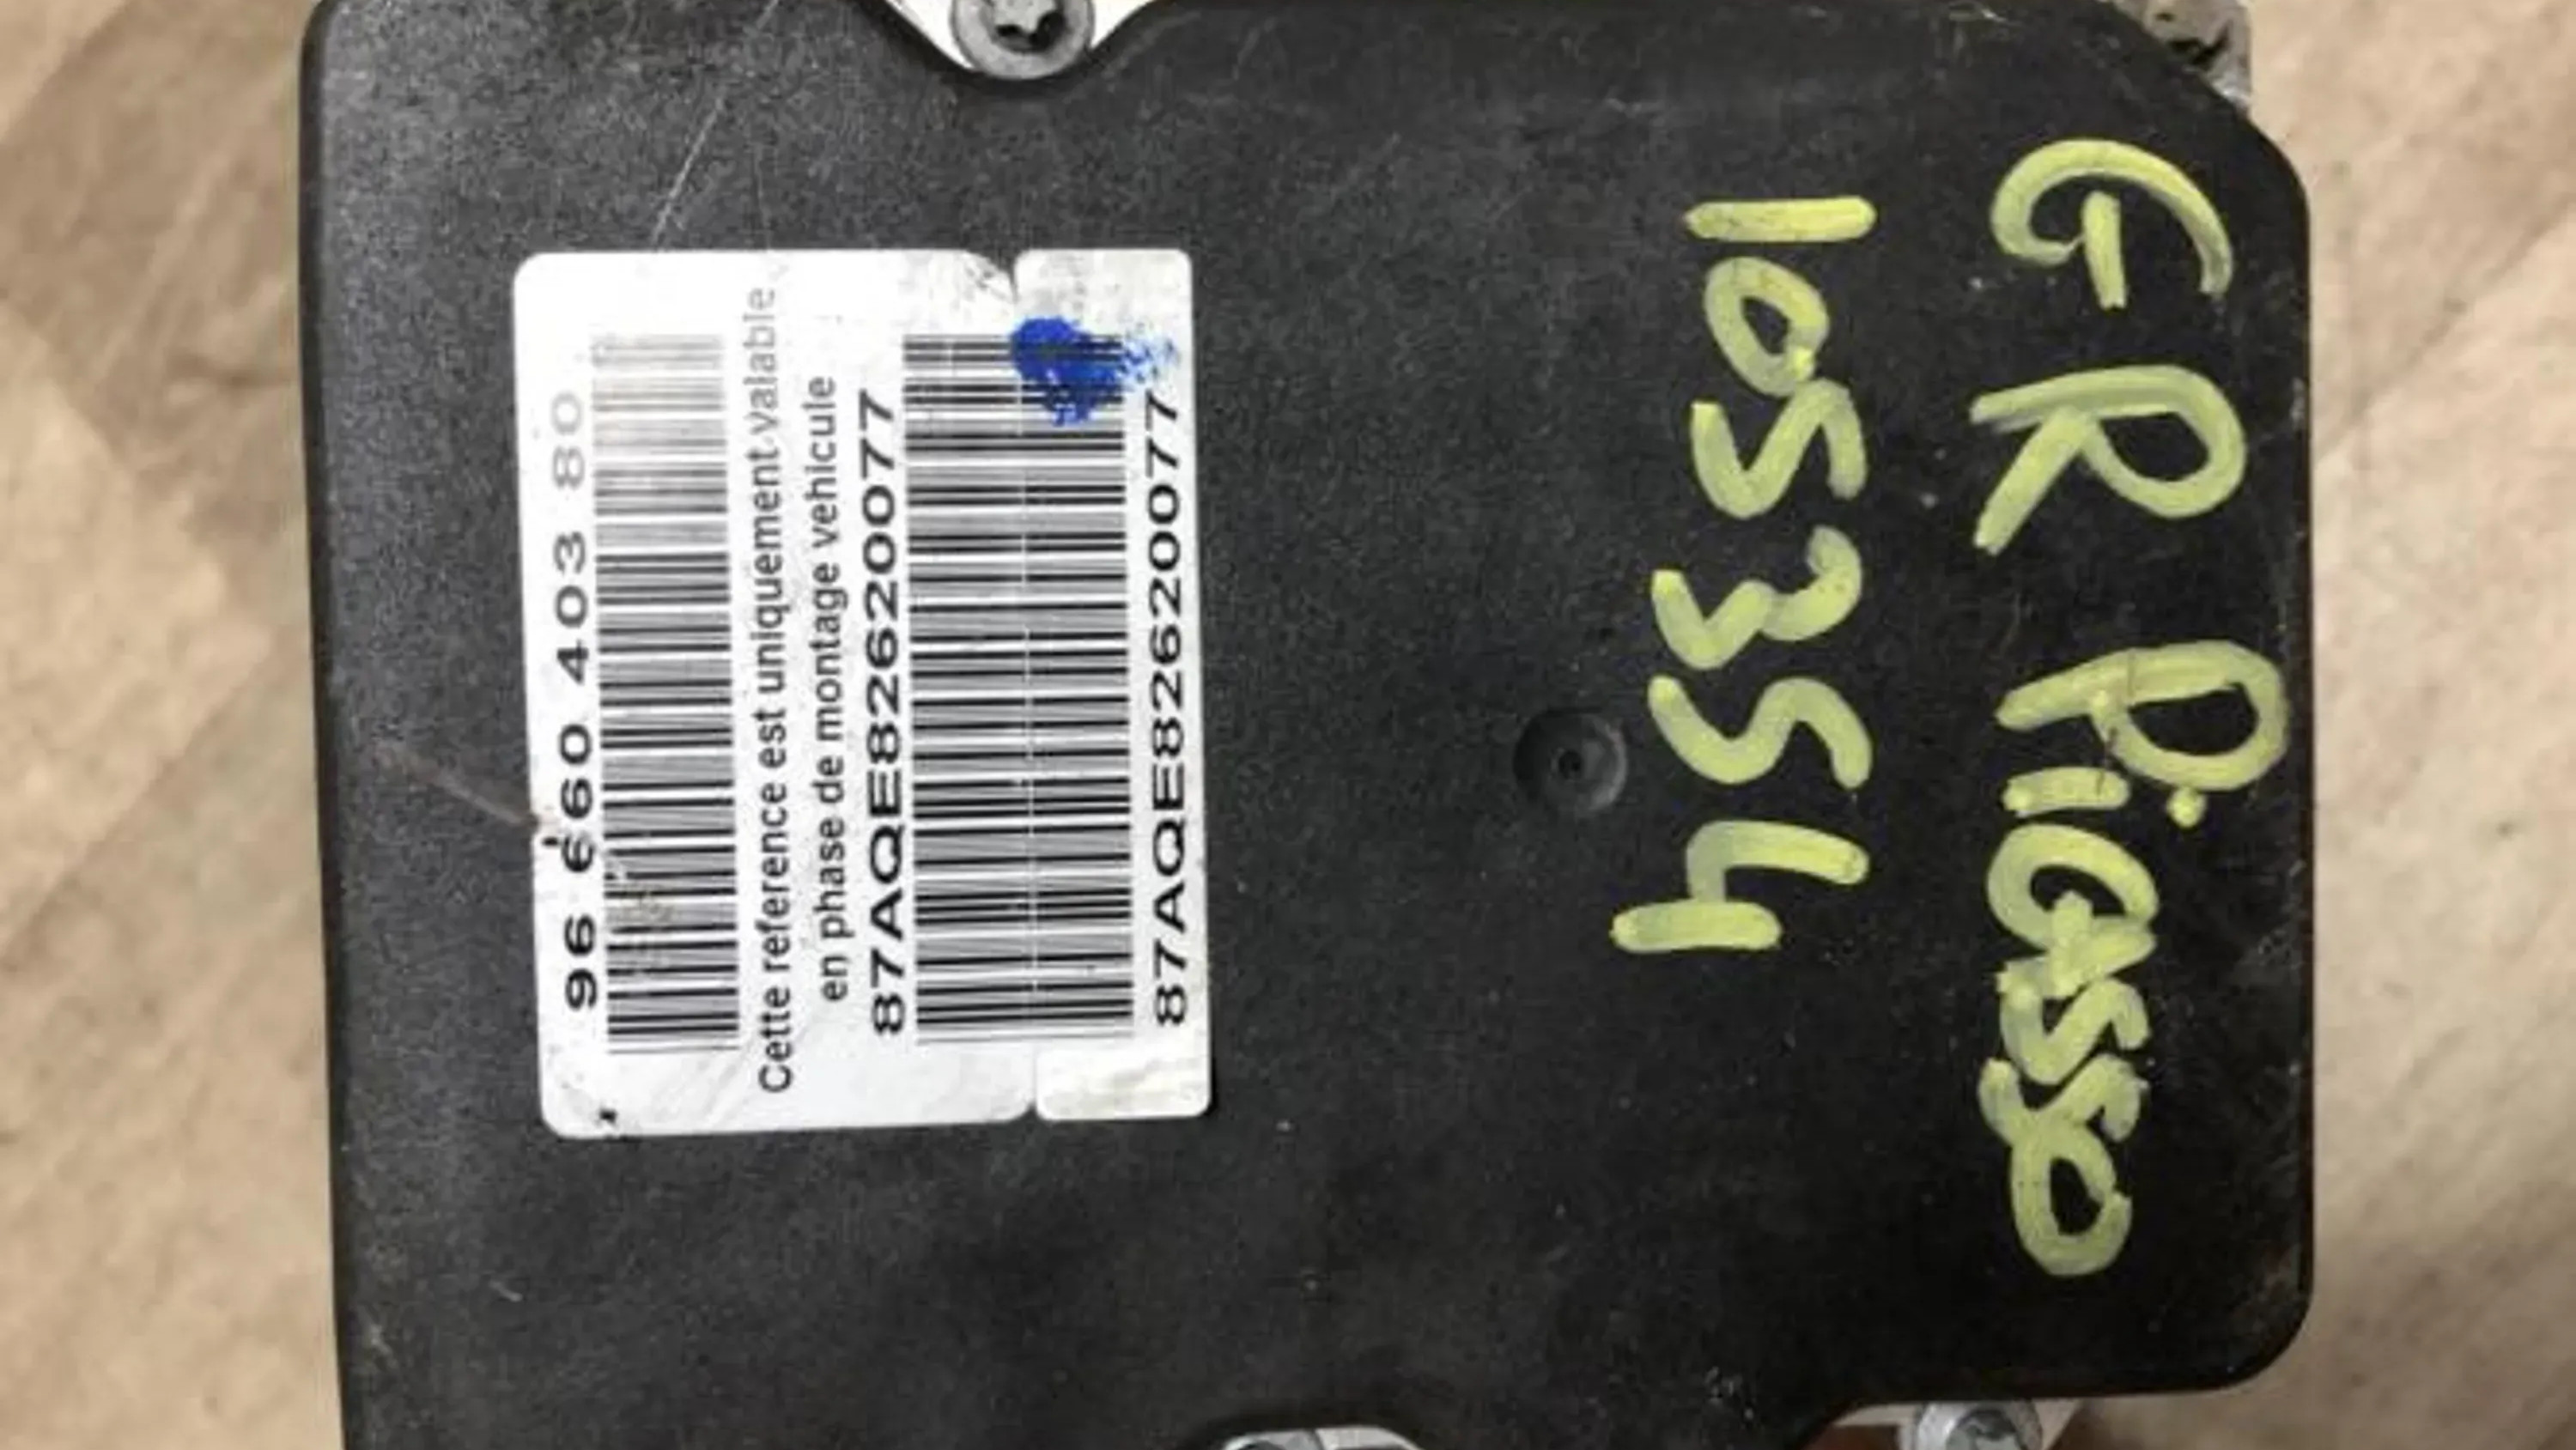 96 660 403 80
Cette reference est uniquement valable
en phase de montage vehicule
87AQE82620077
87AQE82620077
GR Picasso
105354